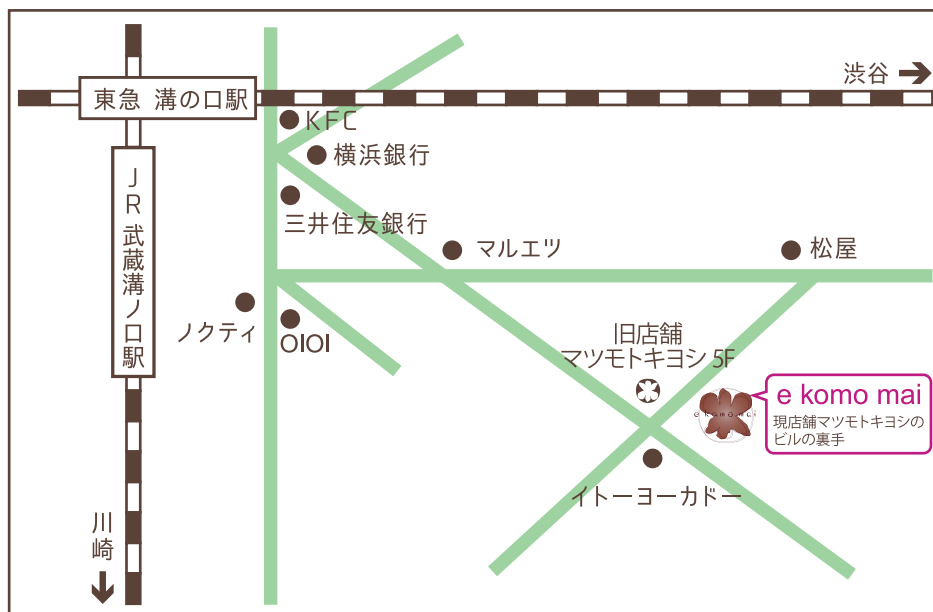 渋谷
東急 溝の口駅
KFC
横浜銀行
JR 武蔵溝ノ口駅
三井住友銀行
マルエツ
松屋
ノクティ
OIOI
旧店舗
マツモトキヨシ 5F
e komo mai
e komo mai
現店舗マツモトキヨシの
ビルの裏手
イトーヨーカドー
川崎